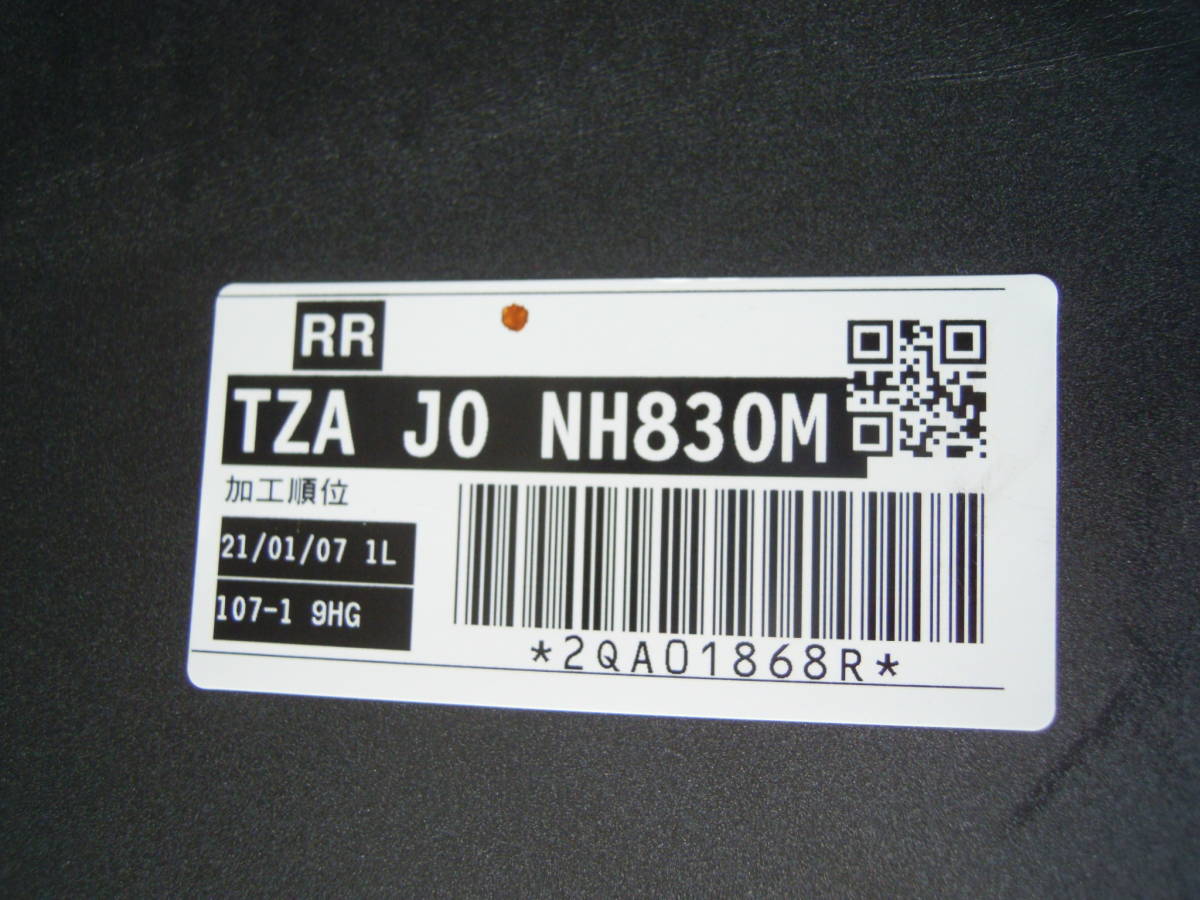 RR
TZA J0 NH830M
加工順位
21/01/07 1L
107-1 9HG
*2QA01868R*